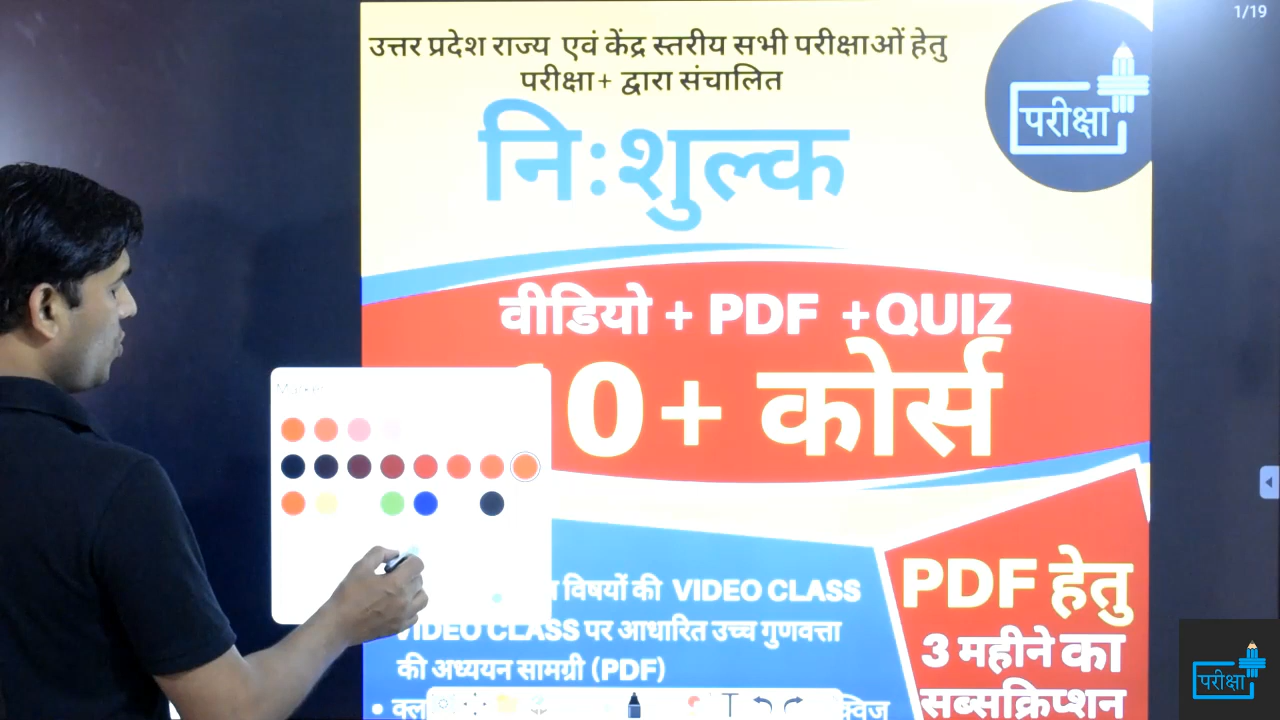 1/19
उत्तर प्रदेश राज्य एवं केंद्र स्तरीय सभी परीक्षाओं हेतु
परीक्षा+ द्वारा संचालित
परीक्षा
निःशुल्क
वीडियो + PDF +QUIZ
0+ कोर्स
Marker
विषयों की VIDEO CLASS
VIDEO CLASS पर आधारित उच्च गुणवत्ता
की अध्ययन सामग्री (PDF)
PDF हेतु
3 महीने का
सब्सक्रिप्शन
क्विज
T
परीक्षा